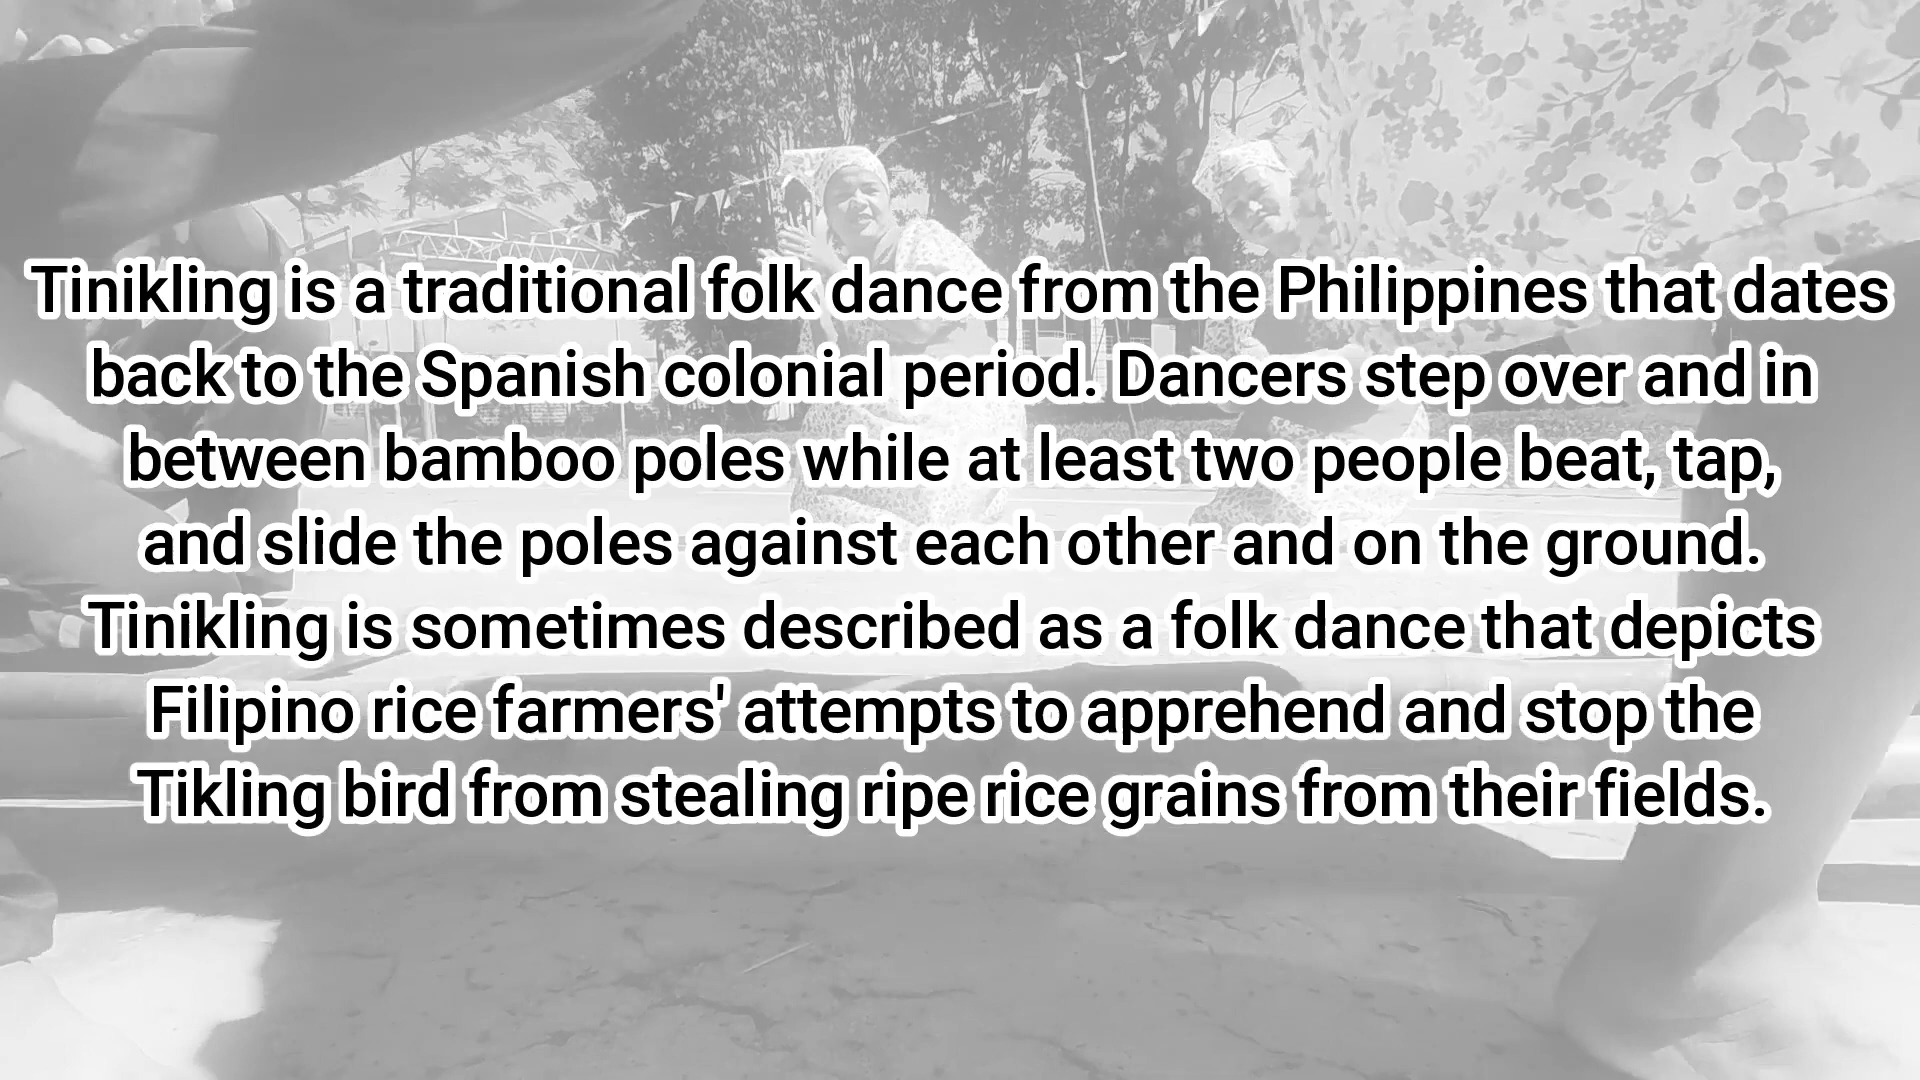 Tinikling is a traditional folk dance from the Philippines that dates
back to the Spanish colonial period. Dancers step over and in
between bamboo poles while at least two people beat, tap,
and slide the poles against each other and on the ground.
Tinikling is sometimes described as a folk dance that depicts
Filipino rice farmers' attempts to apprehend and stop the
Tikling bird from stealing ripe rice grains from their fields.